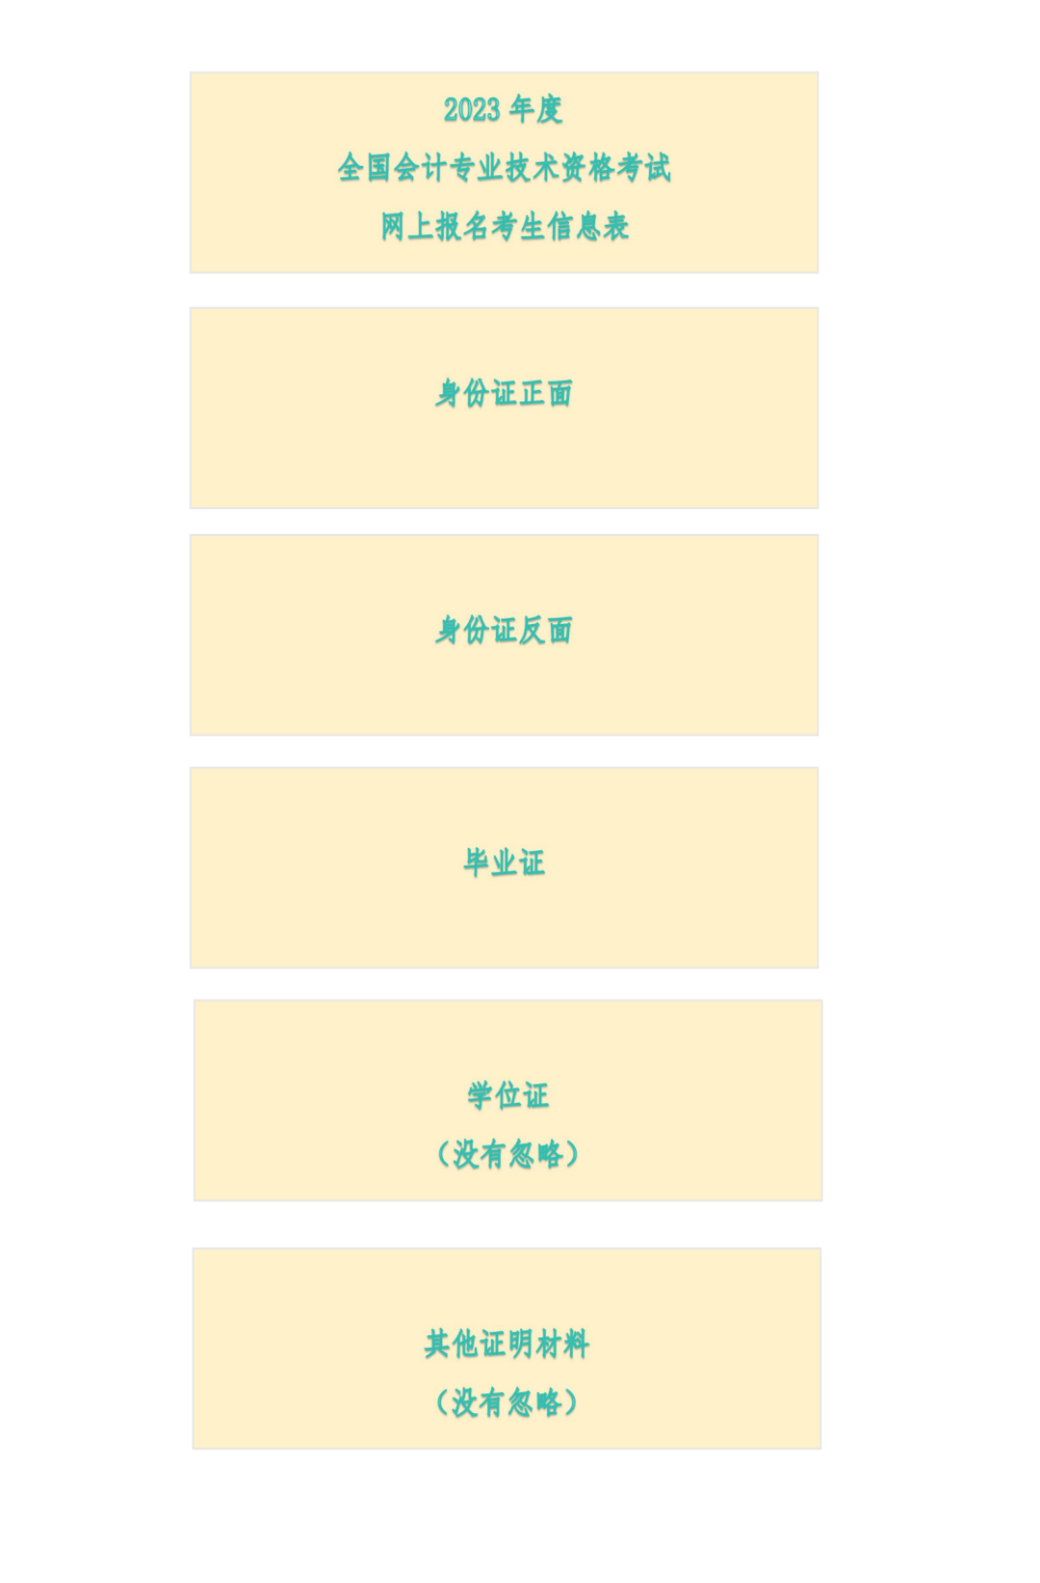 2023 年度
全国会计专业技术资格考试
网上报名考生信息表
身份证正面
身份证反面
毕业证
学位证
（没有忽略）
其他证明材料
（没有忽略）